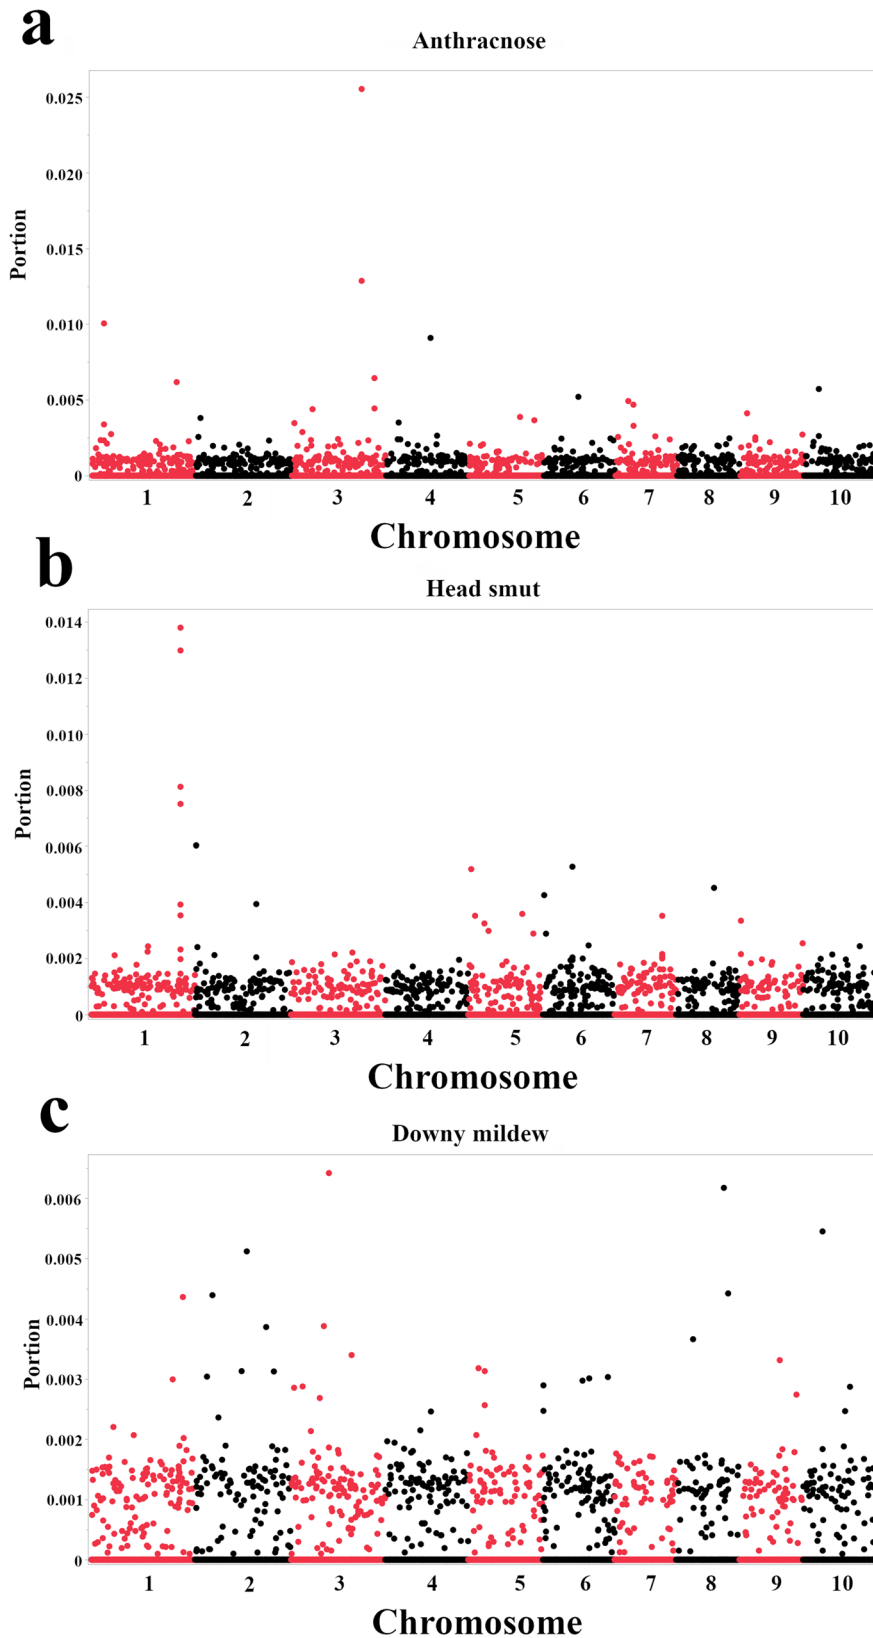 a
Anthracnose
0.025
0.020
0.015
0.010
0.005
0
Portion
1 2 3 4 5 6 7 8 9 10
Chromosome
b
Head smut
0.014
0.012
0.010
0.008
0.006
0.004
0.002
0
Portion
1 2 3 4 5 6 7 8 9 10
Chromosome
c
Downy mildew
0.006
0.005
0.004
0.003
0.002
0.001
0
Portion
1 2 3 4 5 6 7 8 9 10
Chromosome